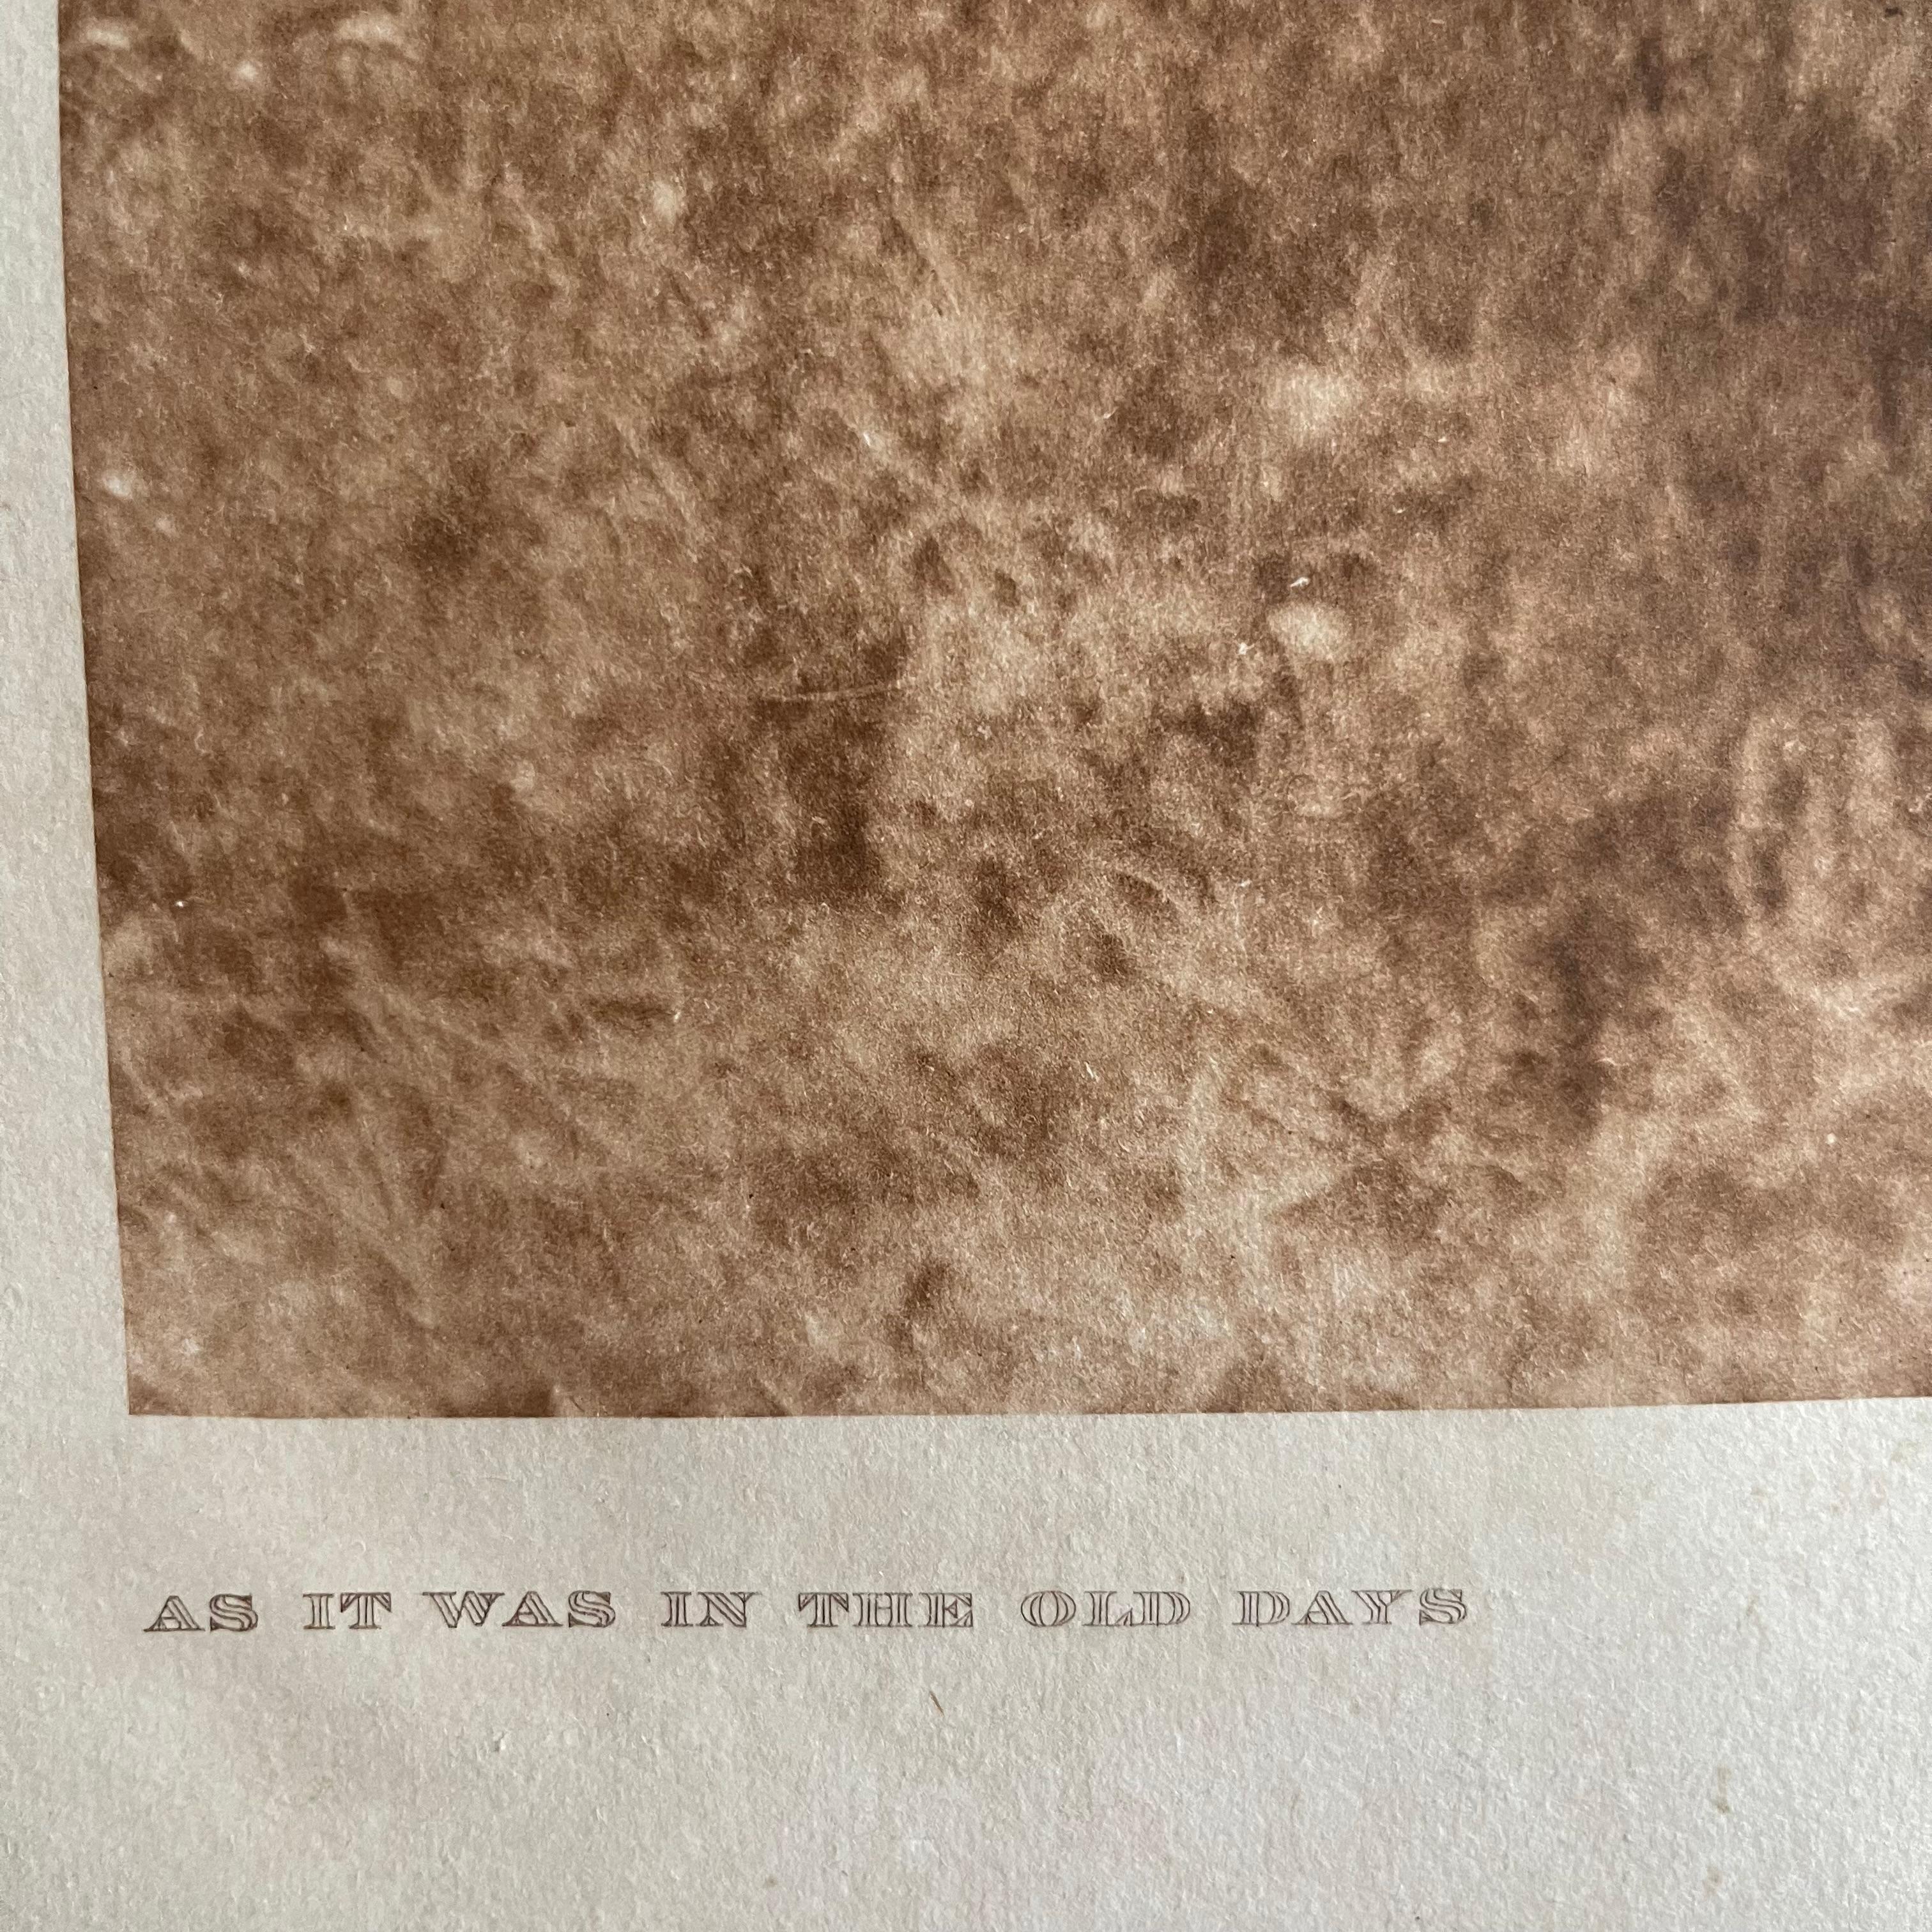 AS IT WAS IN THE OLD DAYS